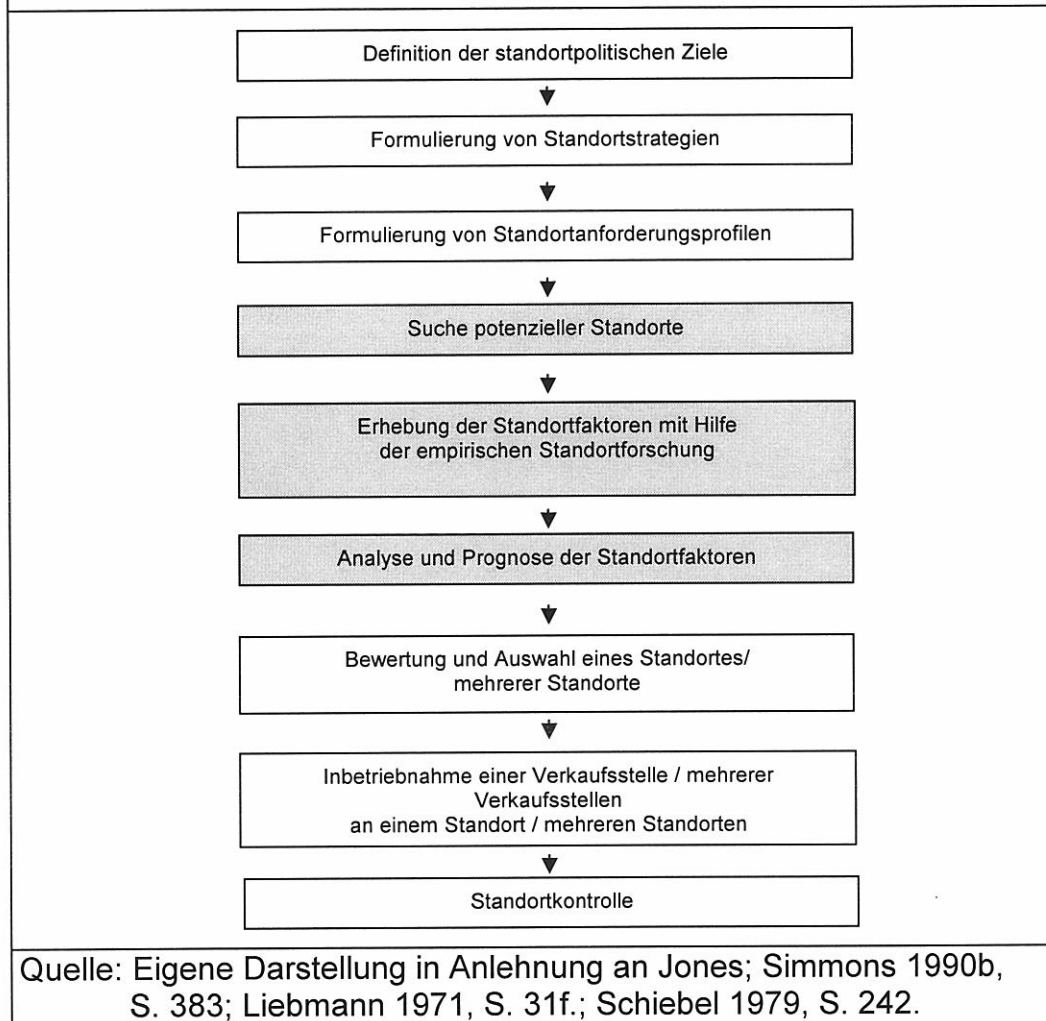 Definition der standortpolitischen Ziele
Formulierung von Standortstrategien
Formulierung von Standortanforderungsprofilen
Suche potenzieller Standorte
Erhebung der Standortfaktoren mit Hilfe
der empirischen Standortforschung
Analyse und Prognose der Standortfaktoren
Bewertung und Auswahl eines Standortes/
mehrerer Standorte
Inbetriebnahme einer Verkaufsstelle / mehrerer
Verkaufsstellen
an einem Standort / mehreren Standorten
Standortkontrolle
Quelle: Eigene Darstellung in Anlehnung an Jones; Simmons 1990b,
S. 383; Liebmann 1971, S. 31f.; Schiebel 1979, S. 242.